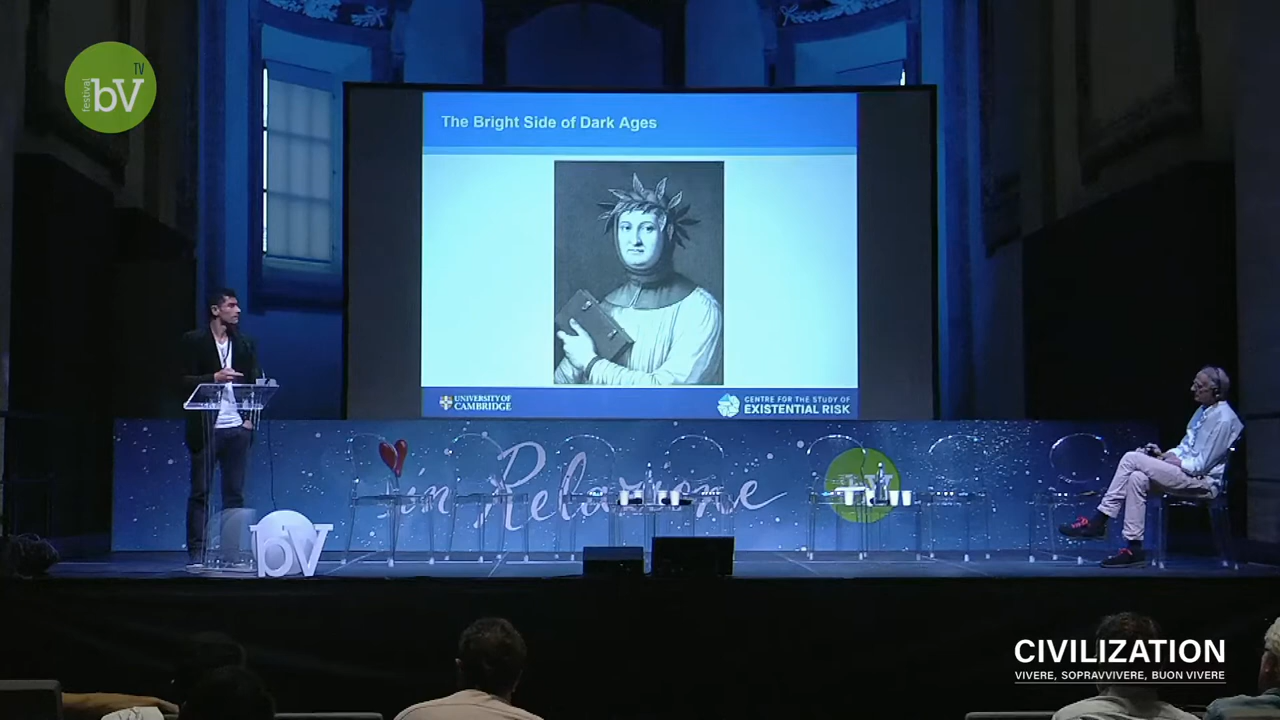 festival
bV
TV
The Bright Side of Dark Ages
UNIVERSITY OF
CAMBRIDGE
CENTRE FOR THE STUDY OF
EXISTENTIAL RISK
in Relazione
bV
CIVILIZATION
VIVERE, SOPRAVVIVERE, BUON VIVERE